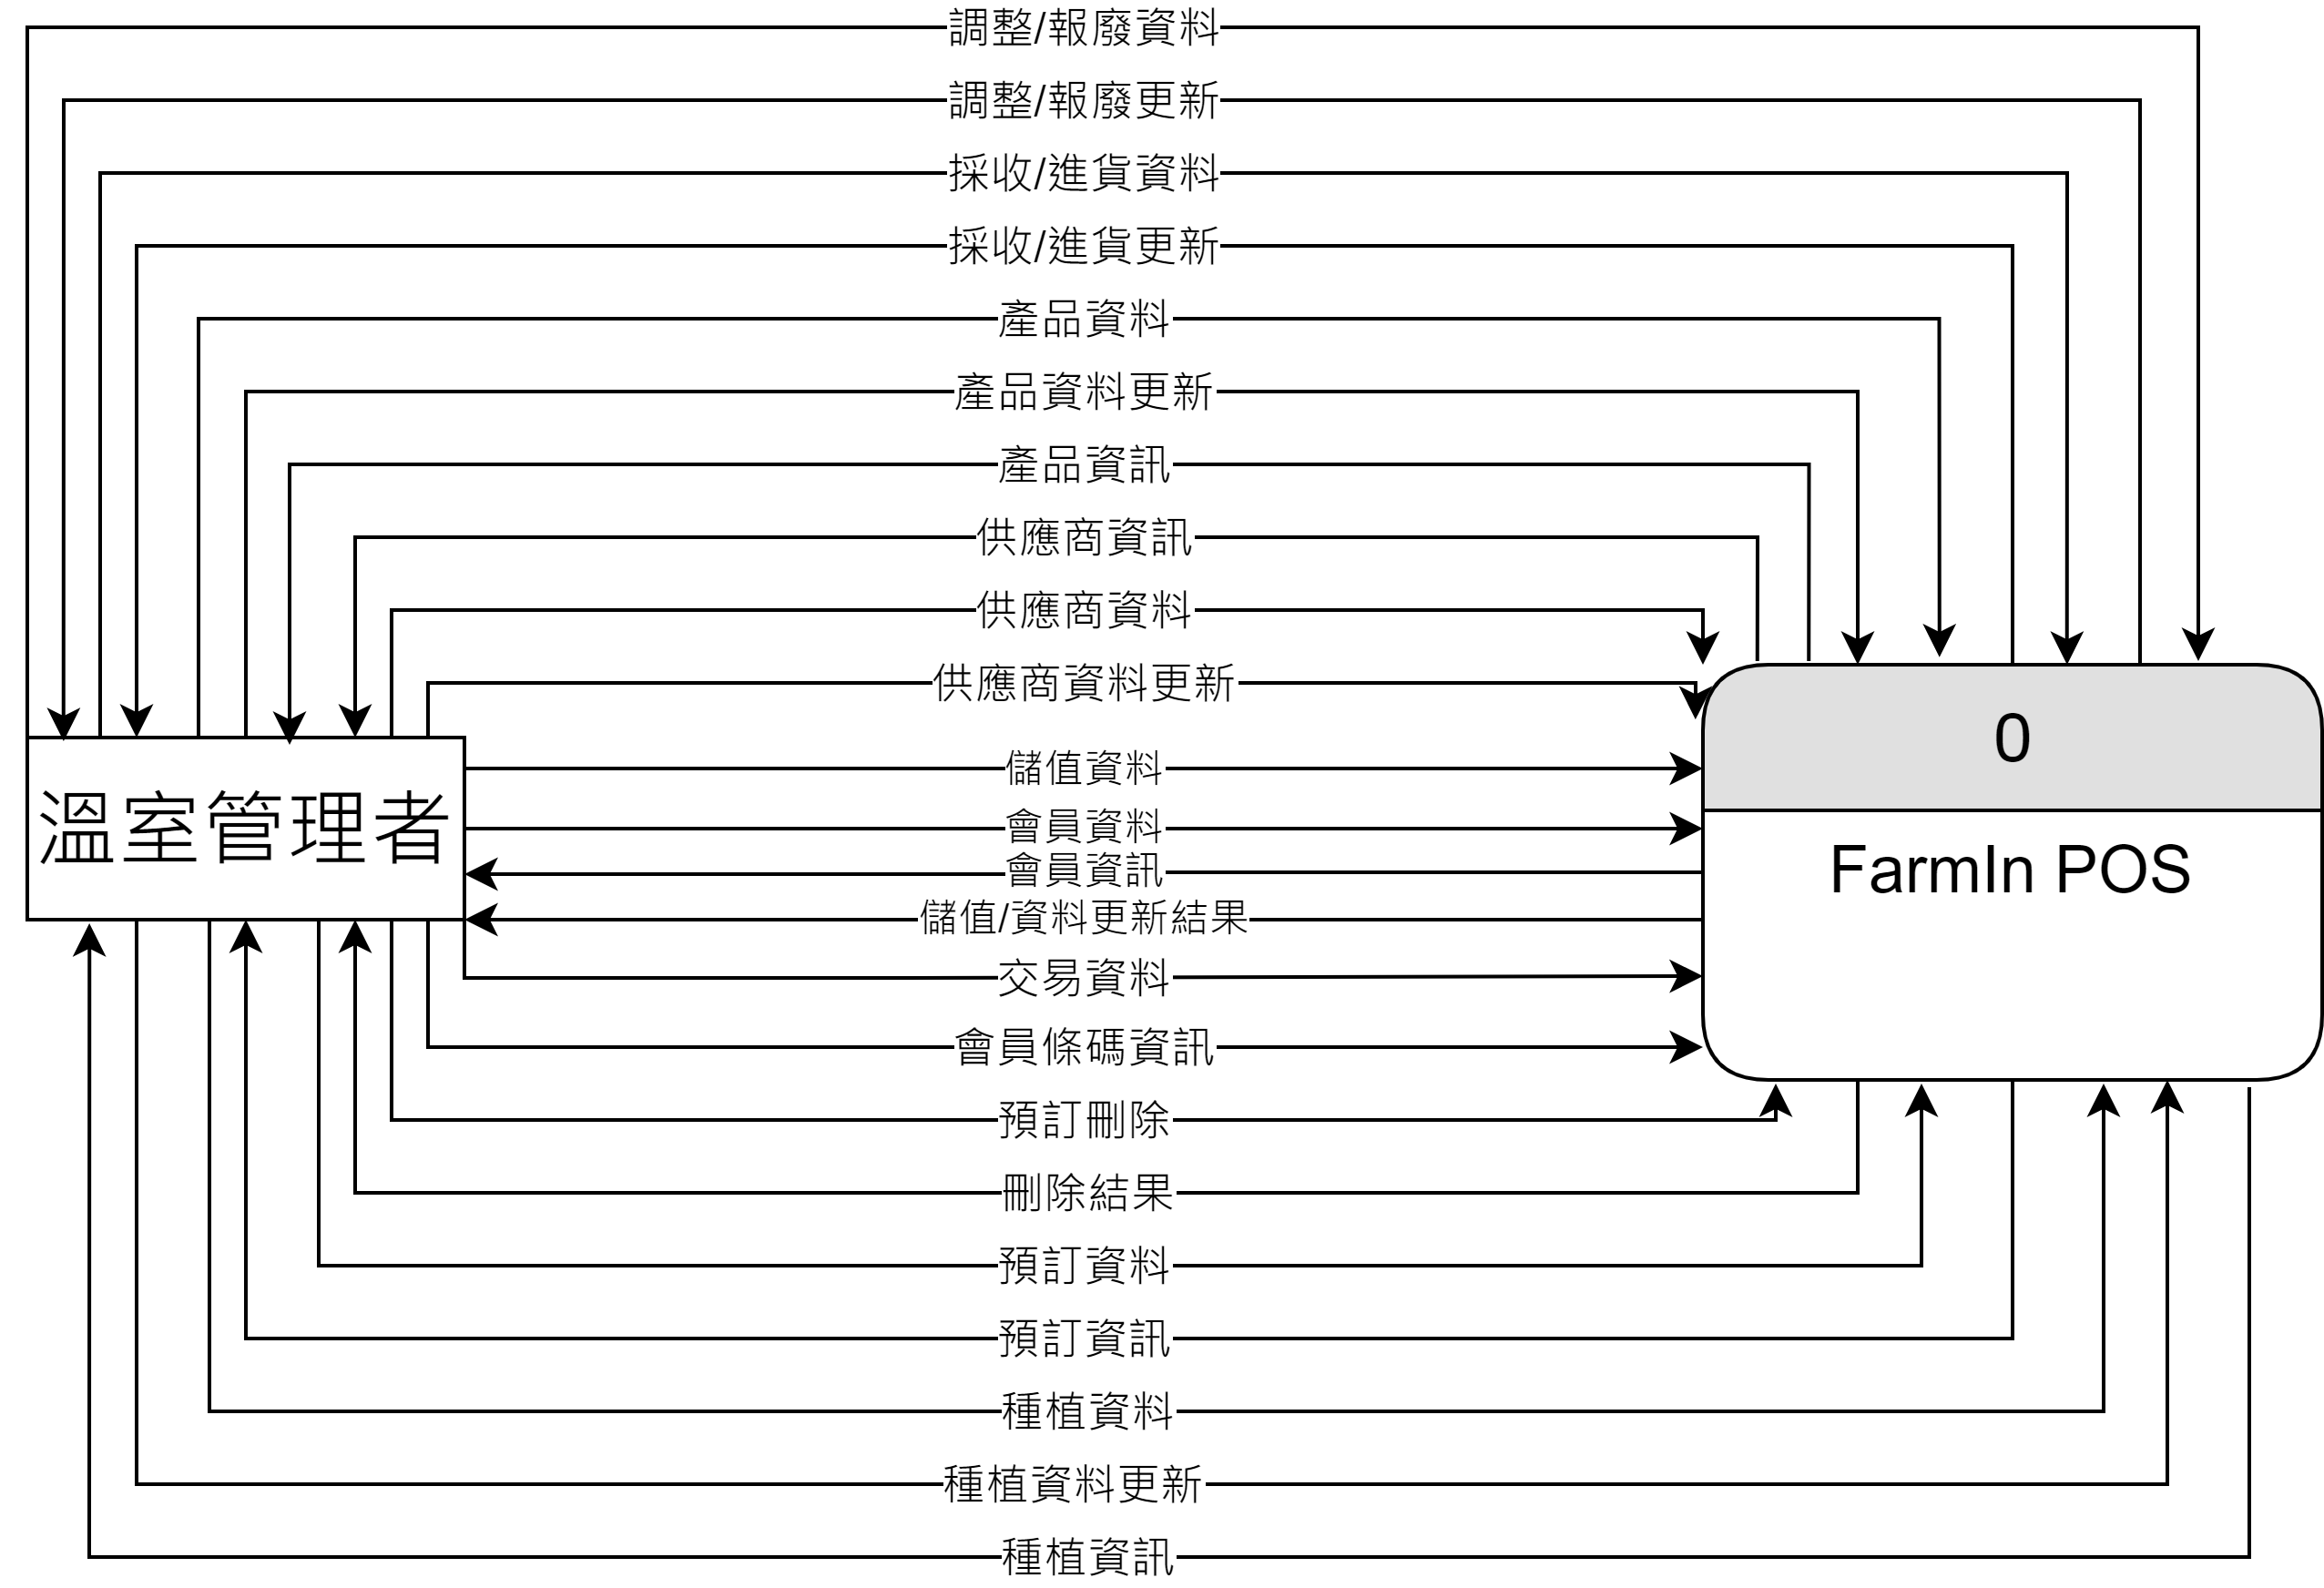 調整/報廢資料
調整/報廢更新
採收/進貨資料
採收/進貨更新
產品資料
產品資料更新
產品資訊
供應商資訊
供應商資料
供應商資料更新
0
儲值資料
溫室管理者
會員資料
會員資訊
FarmIn POS
儲值/資料更新結果
交易資料
會員條碼資訊
預訂刪除
刪除結果
預訂資料
預訂資訊
種植資料
種植資料更新
種植資訊